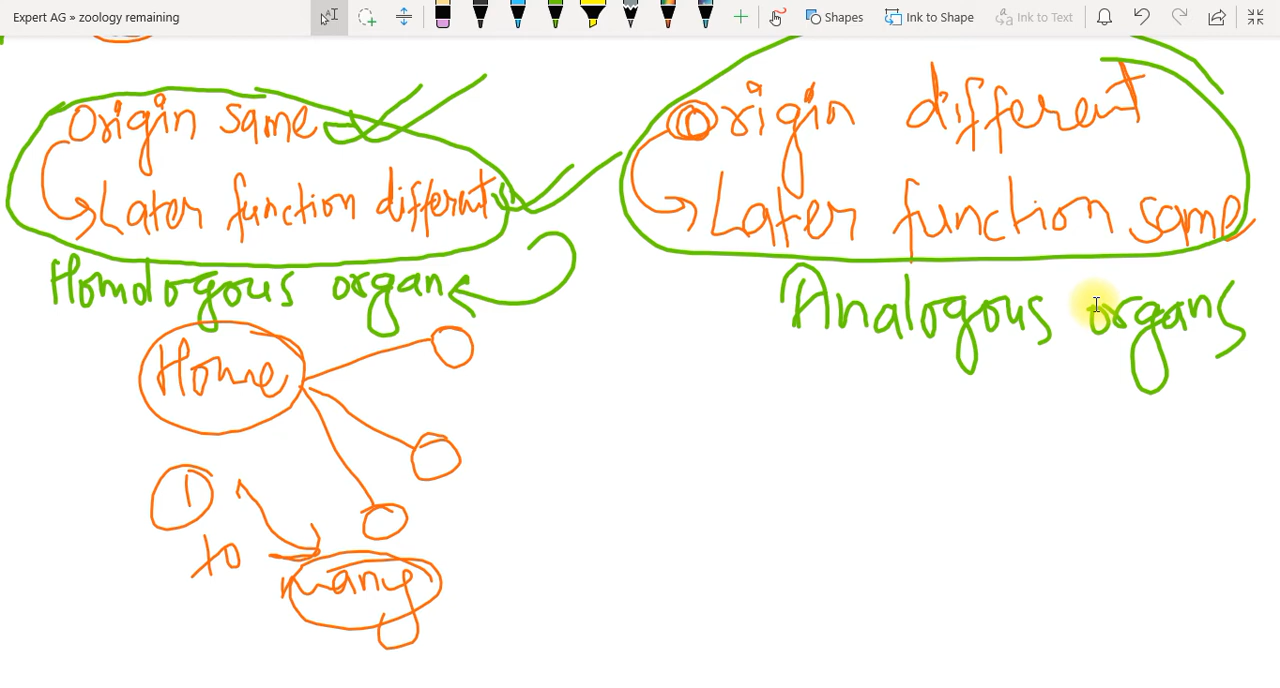 Expert AG » zoology remaining
Shapes
Ink to Shape
Ink to Text
Origin same
Later function different
Homologous organ
Home
1
to
many
Origin different
Later function same
Analogous organs